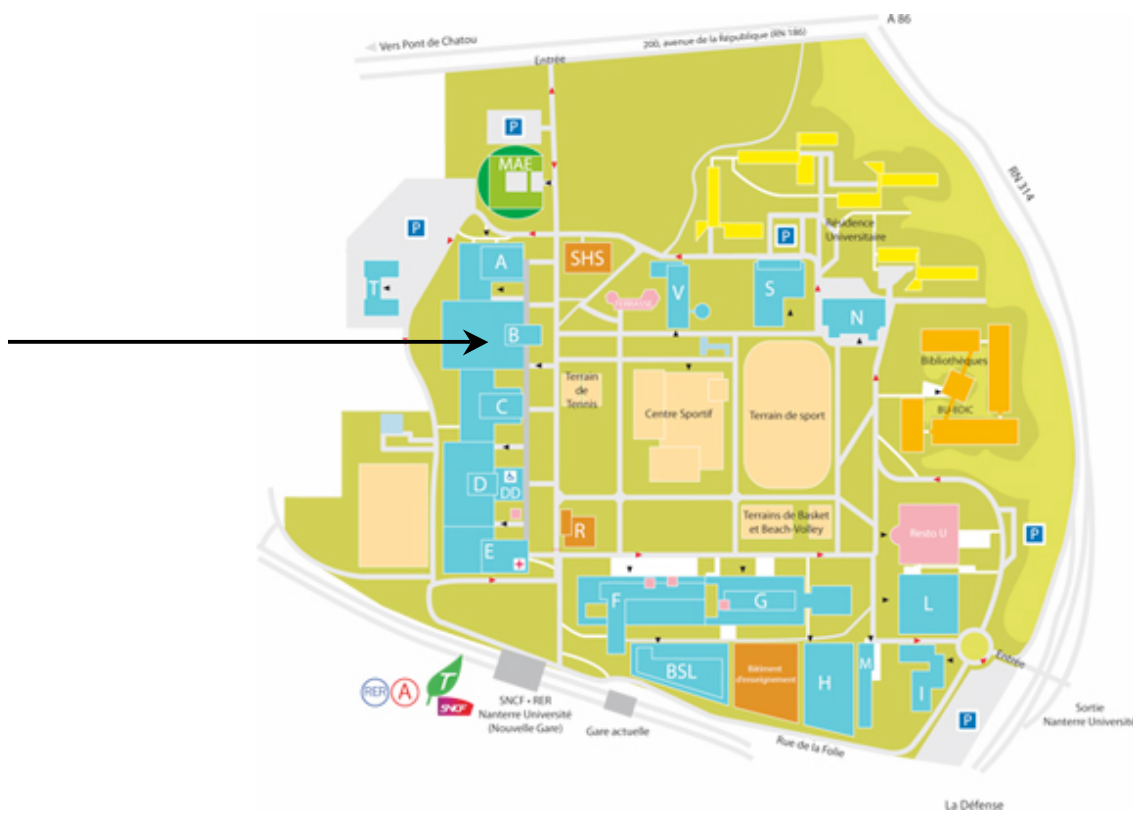 A 86
Vers Pont de Chatou
200, avenue de la République (RN 186)
Entrée
P
MAE
RN 314
P
Résidence
Universitaire
P
SHS
A
T
V
S
TERRASSE
N
B
Bibliothèques
BU-BDIC
Terrain
de
Tennis
Centre Sportif
Terrain de sport
C
D
DD
Terrains de Basket
et Beach-Volley
R
Resto U
P
E
F
G
L
BSL
Bâtiment
d'enseignement
H
M
I
Entrée
RER
A
T
SNCF
SNCF • RER
Nanterre Université
(Nouvelle Gare)
Gare actuelle
Rue de la Folie
P
Sortie
Nanterre Université
La Défense